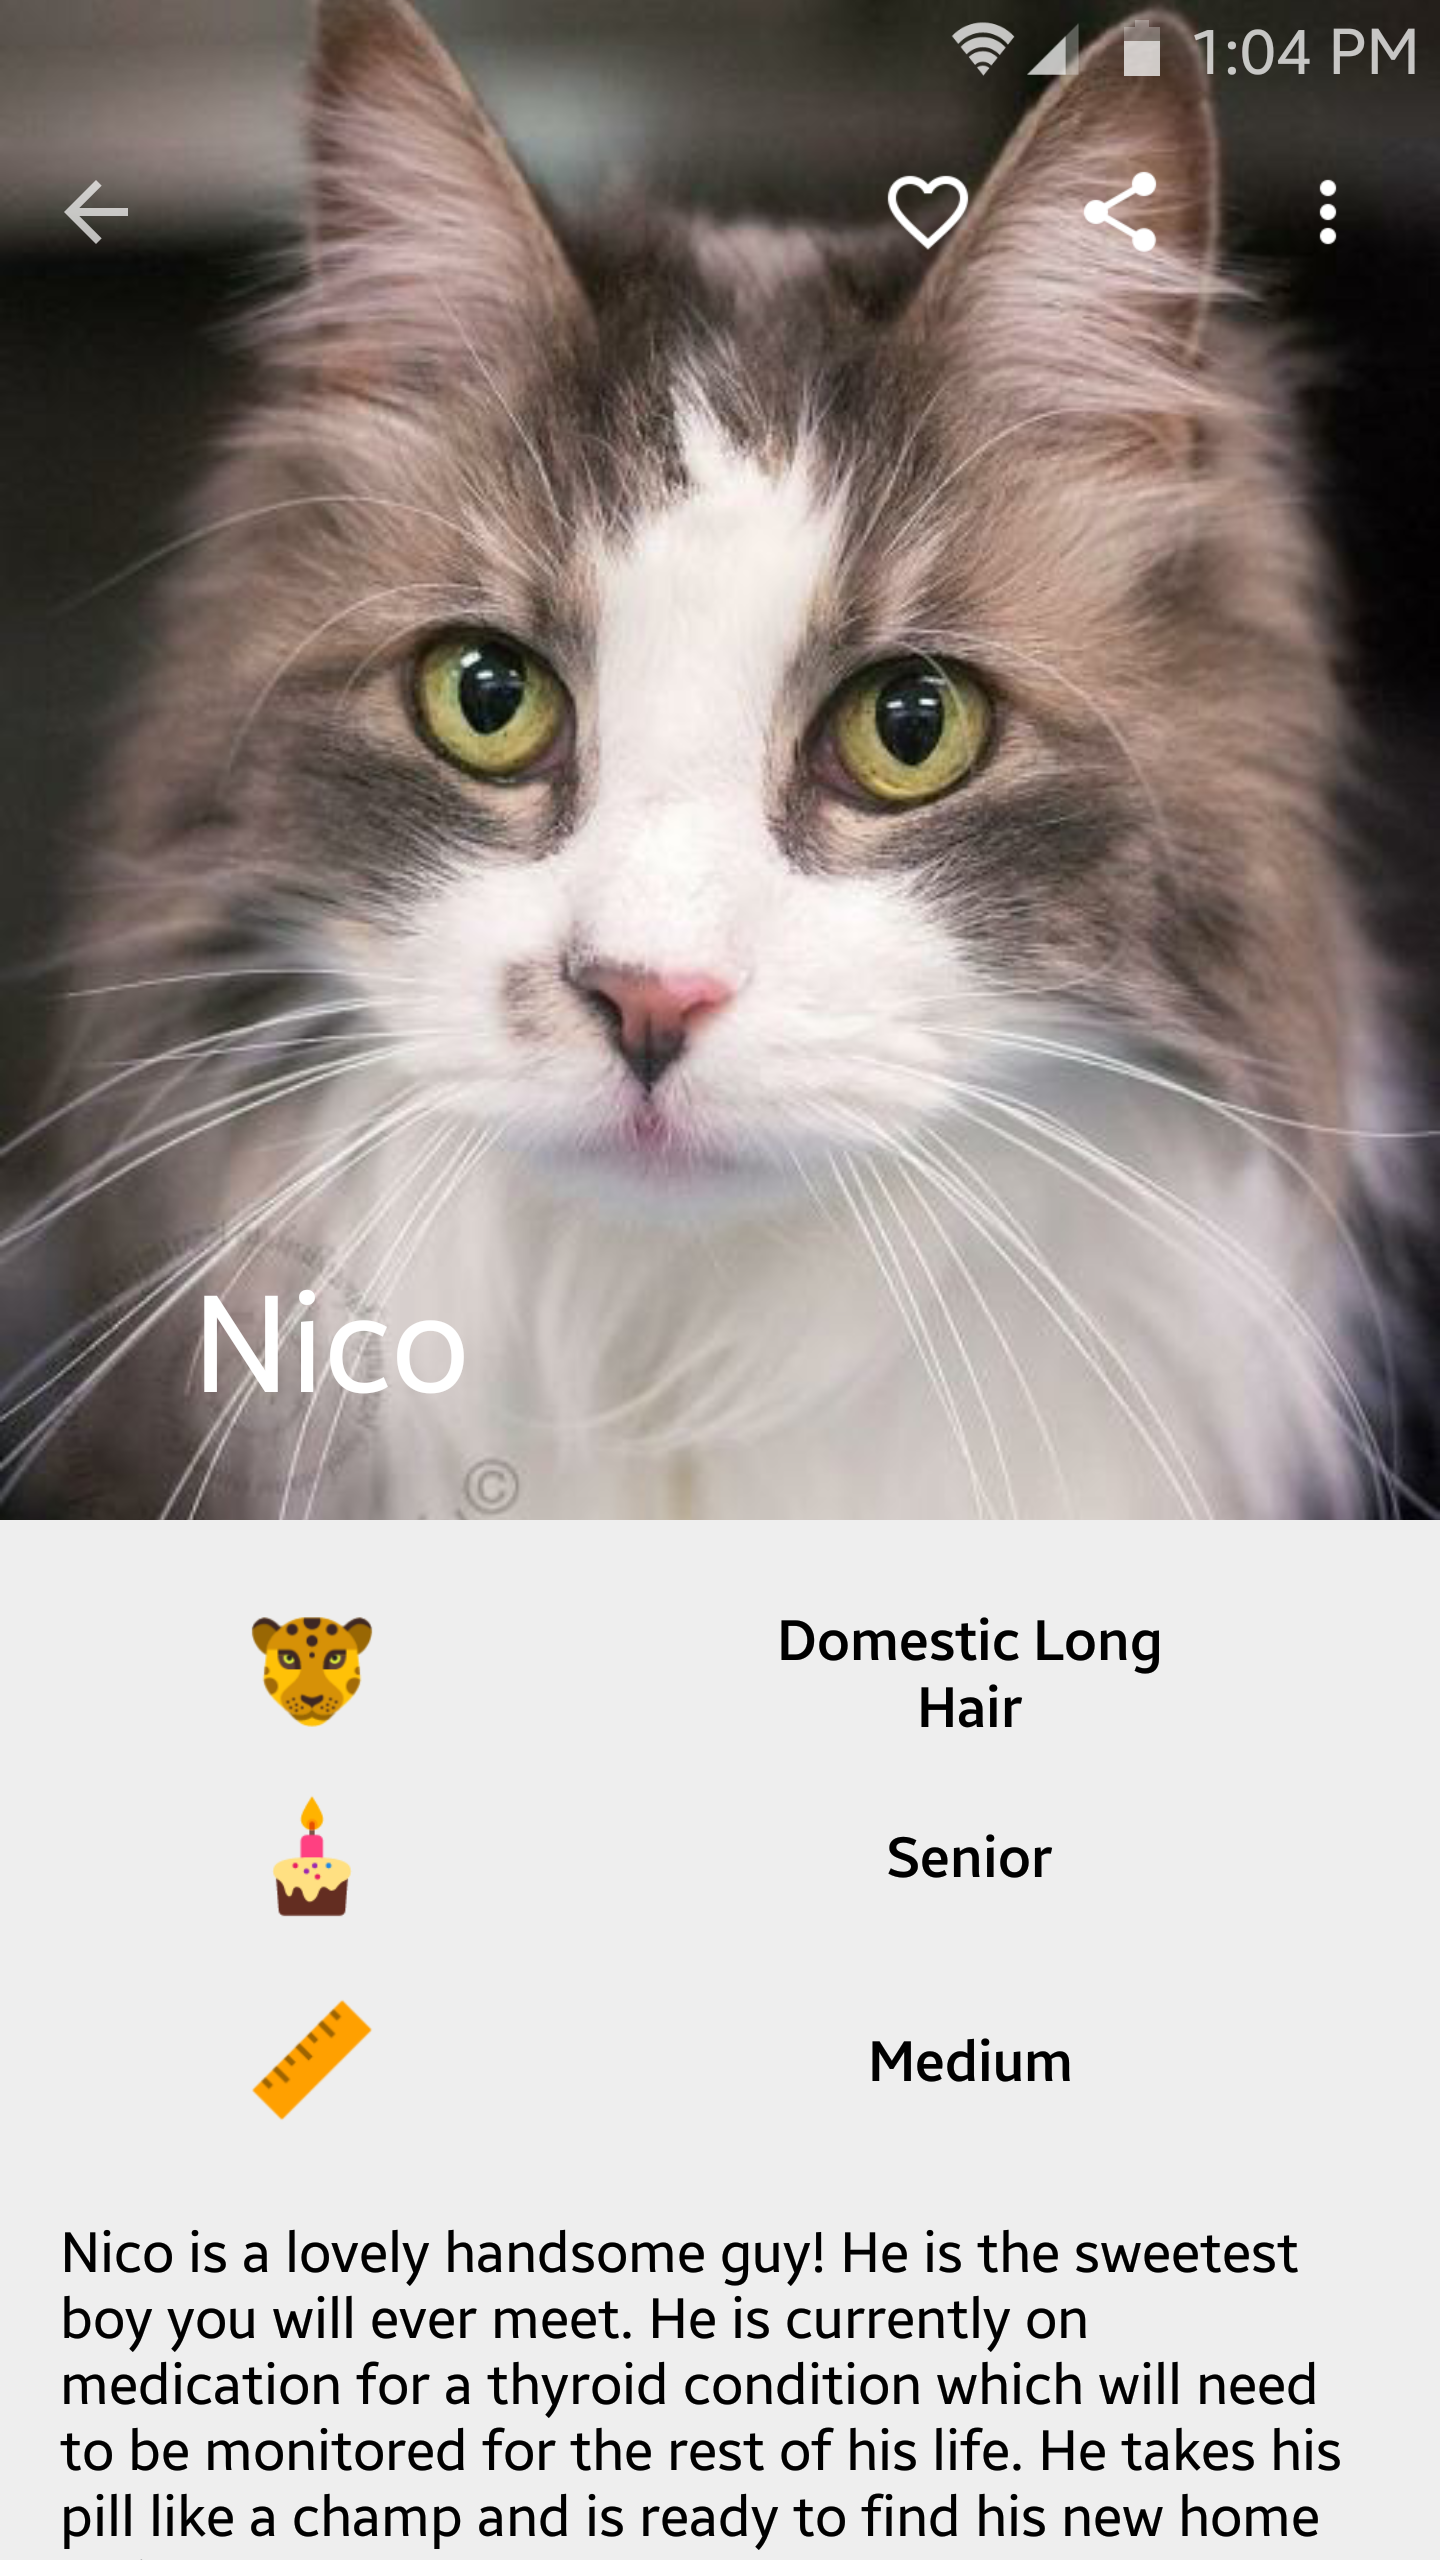 1:04 PM
Nico
©
Domestic Long
Hair
Senior
Medium
Nico is a lovely handsome guy! He is the sweetest
boy you will ever meet. He is currently on
medication for a thyroid condition which will need
to be monitored for the rest of his life. He takes his
pill like a champ and is ready to find his new home